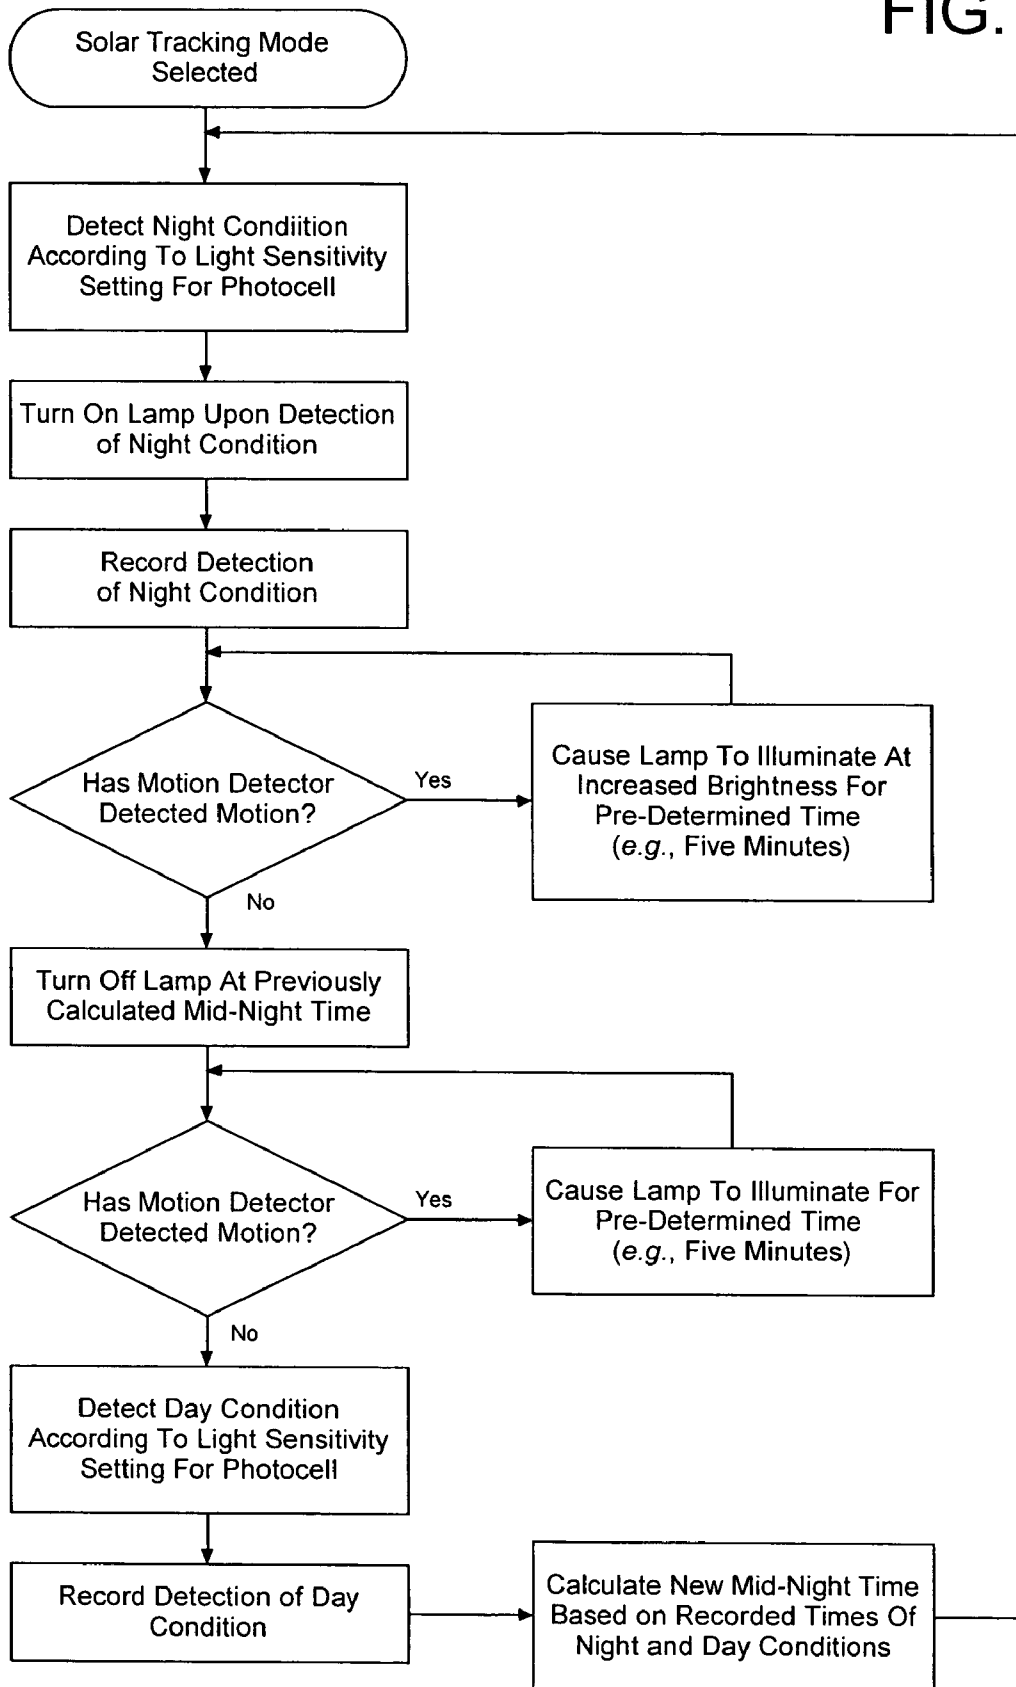 FIG.
Solar Tracking Mode
Selected
Detect Night Condiition
According To Light Sensitivity
Setting For Photocell
Turn On Lamp Upon Detection
of Night Condition
Record Detection
of Night Condition
Has Motion Detector
Detected Motion?
Yes
Cause Lamp To Illuminate At
Increased Brightness For
Pre-Determined Time
(e.g., Five Minutes)
No
Turn Off Lamp At Previously
Calculated Mid-Night Time
Has Motion Detector
Detected Motion?
Yes
Cause Lamp To Illuminate For
Pre-Determined Time
(e.g., Five Minutes)
No
Detect Day Condition
According To Light Sensitivity
Setting For Photocell
Record Detection of Day
Condition
Calculate New Mid-Night Time
Based on Recorded Times Of
Night and Day Conditions